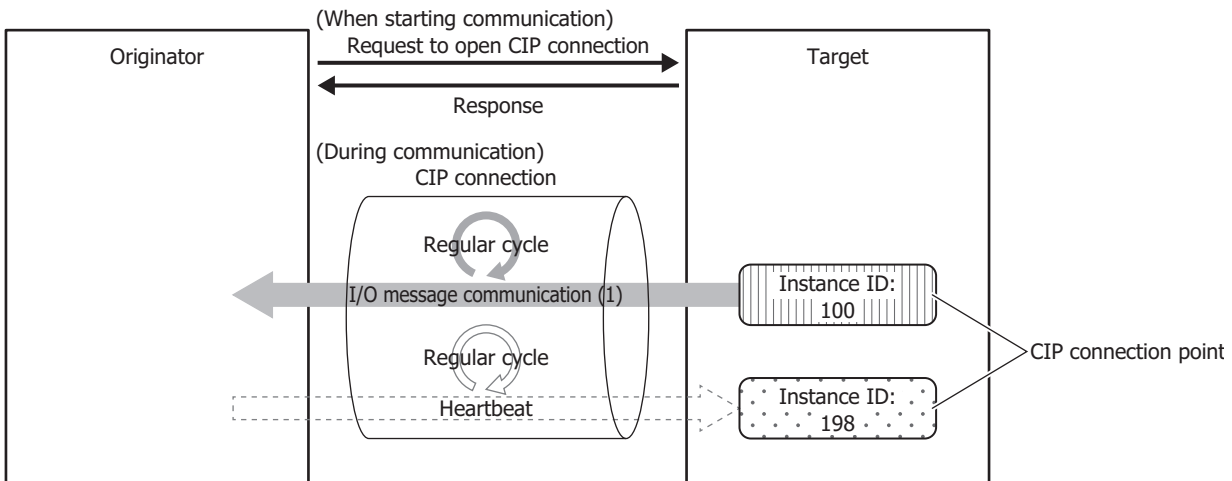 (When starting communication)
Request to open CIP connection
Originator
Target
Response
(During communication)
CIP connection
Regular cycle
I/O message communication (1)
Instance ID:
100
CIP connection point
Regular cycle
Heartbeat
Instance ID:
198